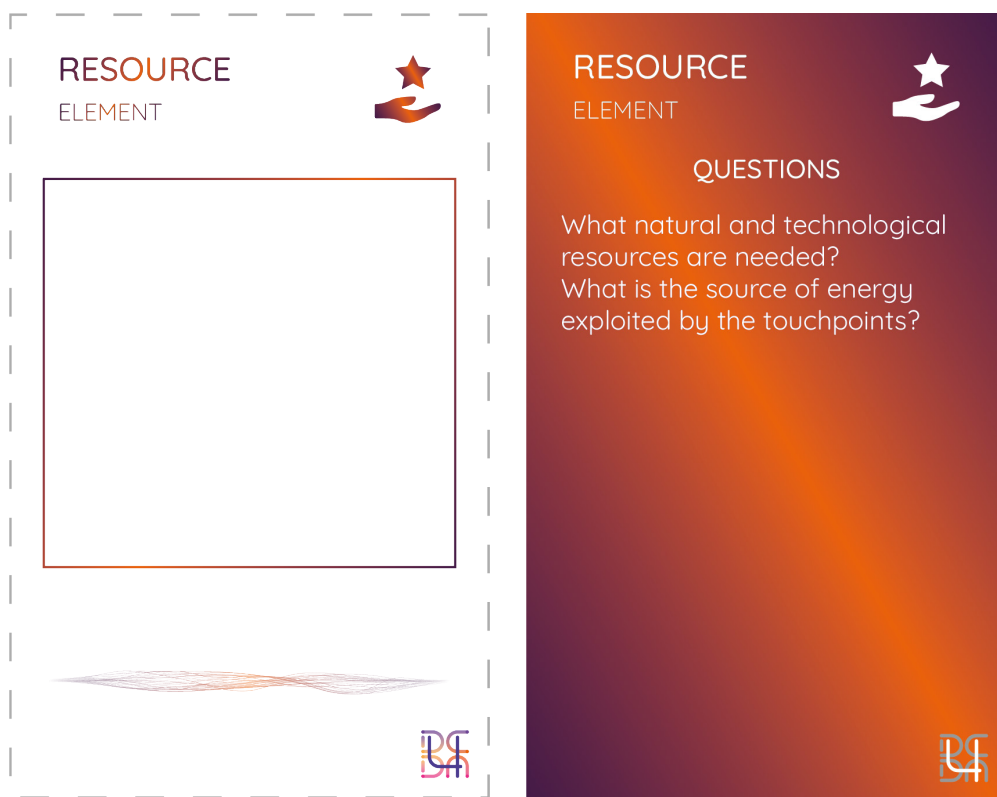 RESOURCE
ELEMENT
RESOURCE
ELEMENT
QUESTIONS
What natural and technological
resources are needed?
What is the source of energy
exploited by the touchpoints?